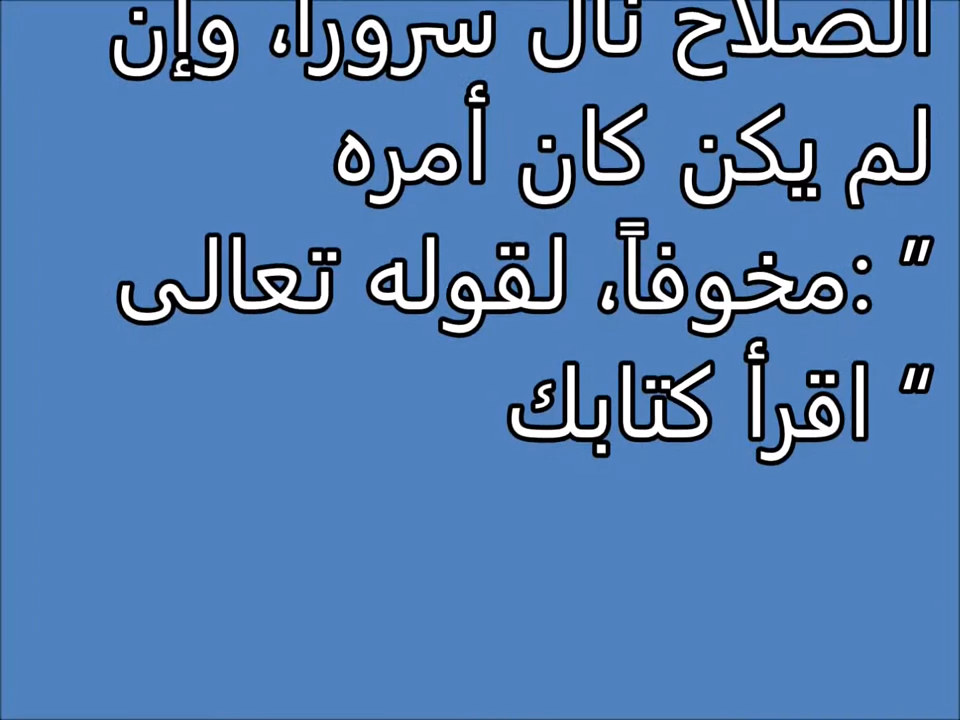 الصلاح نال سروراً، وإن
لم يكن كان أمره
” :مخوفاً، لقوله تعالى
” اقرأ كتابك